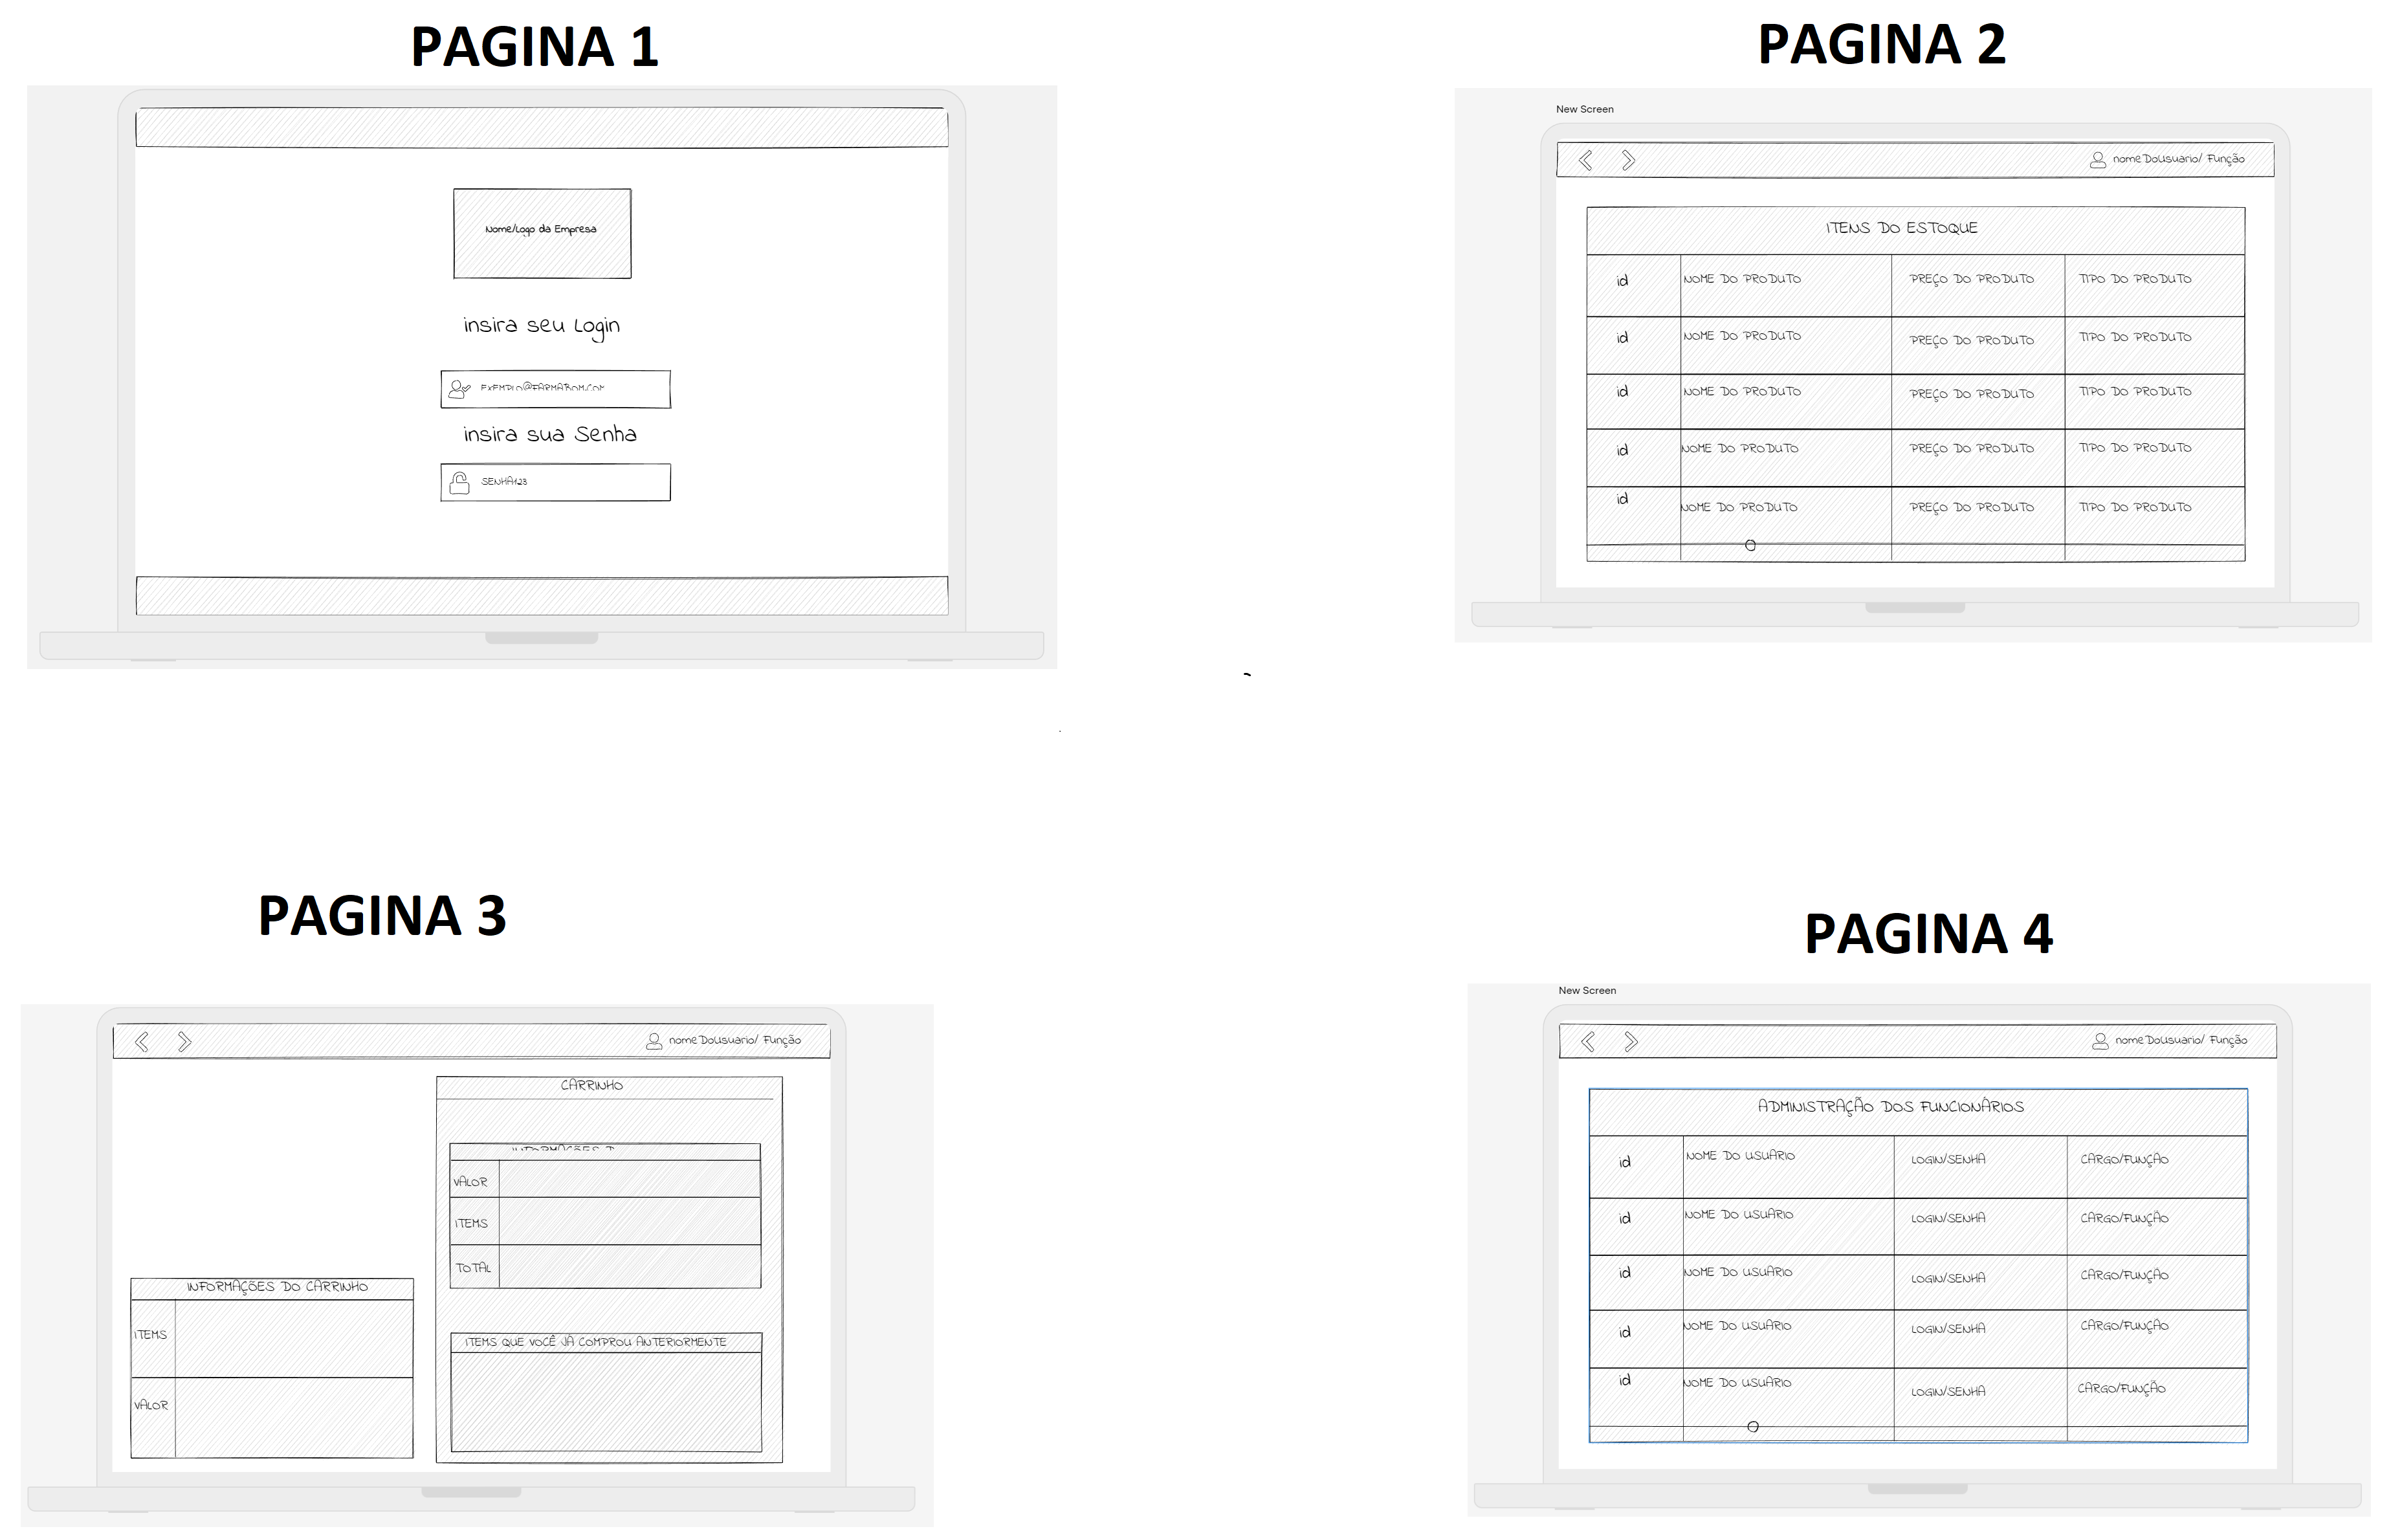 PAGINA 1
Nome/Logo da Empresa
insira seu Login
EXEMPLO@FARMABOM.COM
insira sua Senha
SENHA123
PAGINA 2
New Screen
nomeDoUsuario/ Função
ITENS DO ESTOQUE
id NOME DO PRODUTO PREÇO DO PRODUTO TIPO DO PRODUTO
id NOME DO PRODUTO PREÇO DO PRODUTO TIPO DO PRODUTO
id NOME DO PRODUTO PREÇO DO PRODUTO TIPO DO PRODUTO
id NOME DO PRODUTO PREÇO DO PRODUTO TIPO DO PRODUTO
id NOME DO PRODUTO PREÇO DO PRODUTO TIPO DO PRODUTO
PAGINA 3
nomeDoUsuario/ Função
INFORMAÇÕES DO CARRINHO
ITEMS
VALOR
CARRINHO
INFORMAÇÕES
VALOR
ITEMS
TOTAL
ITEMS QUE VOCÊ JÁ COMPROU ANTERIORMENTE
PAGINA 4
New Screen
nomeDoUsuario/ Função
ADMINISTRAÇÃO DOS FUNCIONÁRIOS
id NOME DO USUÁRIO LOGIN/SENHA CARGO/FUNÇÃO
id NOME DO USUÁRIO LOGIN/SENHA CARGO/FUNÇÃO
id NOME DO USUÁRIO LOGIN/SENHA CARGO/FUNÇÃO
id NOME DO USUÁRIO LOGIN/SENHA CARGO/FUNÇÃO
id NOME DO USUÁRIO LOGIN/SENHA CARGO/FUNÇÃO